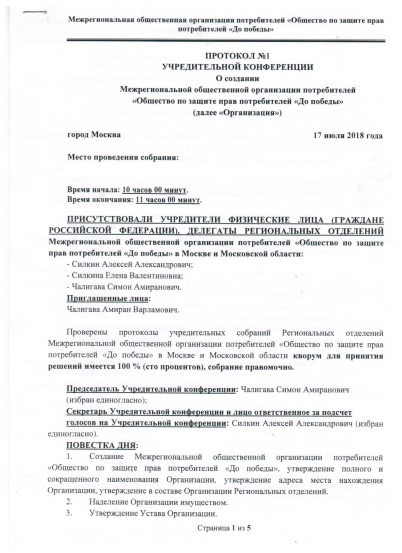 Межрегиональная общественная организация потребителей «Общество по защите прав
потребителей «До победы»
ПРОТОКОЛ №1
УЧРЕДИТЕЛЬНОЙ КОНФЕРЕНЦИИ
О создании
Межрегиональной общественной организации потребителей
«Общество по защите прав потребителей «До победы»
(далее «Организация»)
город Москва 17 июля 2018 года
Место проведения собрания:
Время начала: 10 часов 00 минут.
Время окончания: 11 часов 00 минут.
ПРИСУТСТВОВАЛИ УЧРЕДИТЕЛИ ФИЗИЧЕСКИЕ ЛИЦА (ГРАЖДАНЕ
РОССИЙСКОЙ ФЕДЕРАЦИИ), ДЕЛЕГАТЫ РЕГИОНАЛЬНЫХ ОТДЕЛЕНИЙ
Межрегиональной общественной организации потребителей «Общество по защите
прав потребителей «До победы» в Москве и Московской области:
- Силкин Алексей Александрович;
- Силкина Елена Валентиновна;
- Чалигава Симон Амиранович.
Приглашенные лица:
Чалигава Амиран Варламович.
Проверены протоколы учредительных собраний Региональных отделений
Межрегиональной общественной организации потребителей «Общество по защите прав
потребителей «До победы» в Москве и Московской области кворум для принятия
решений имеется 100 % (сто процентов), собрание правомочно.
Председатель Учредительной конференции: Чалигава Симон Амиранович
(избран единогласно);
Секретарь Учредительной конференции и лицо ответственное за подсчет
голосов на Учредительной конференции: Силкин Алексей Александрович (избран
единогласно).
ПОВЕСТКА ДНЯ:
1. Создание Межрегиональной общественной организации потребителей
«Общество по защите прав потребителей «До победы», утверждение полного и
сокращенного наименования Организации, утверждение адреса места нахождения
Организации, утверждение в составе Организации Региональных отделений.
2. Наделение Организации имуществом.
3. Утверждение Устава Организации.
Страница 1 из 5